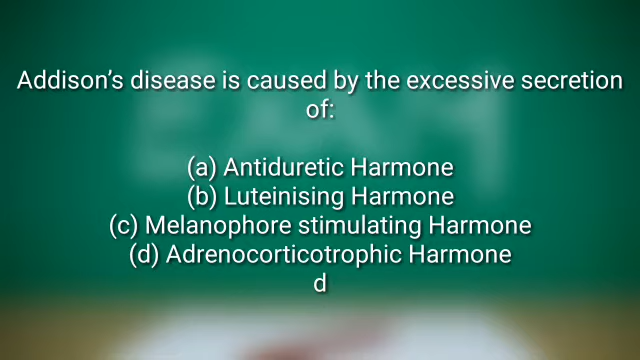 Addison’s disease is caused by the excessive secretion
of:
(a) Antiduretic Harmone
(b) Luteinising Harmone
(c) Melanophore stimulating Harmone
(d) Adrenocorticotrophic Harmone
d